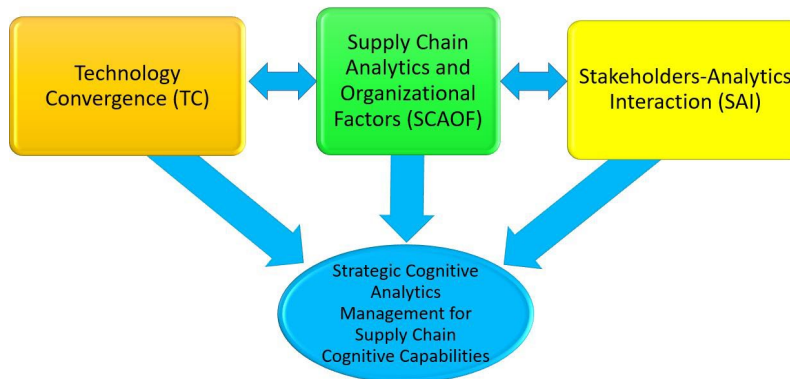 Technology
Convergence (TC)
Supply Chain
Analytics and
Organizational
Factors (SCAOF)
Stakeholders-Analytics
Interaction (SAI)
Strategic Cognitive
Analytics
Management for
Supply Chain
Cognitive Capabilities